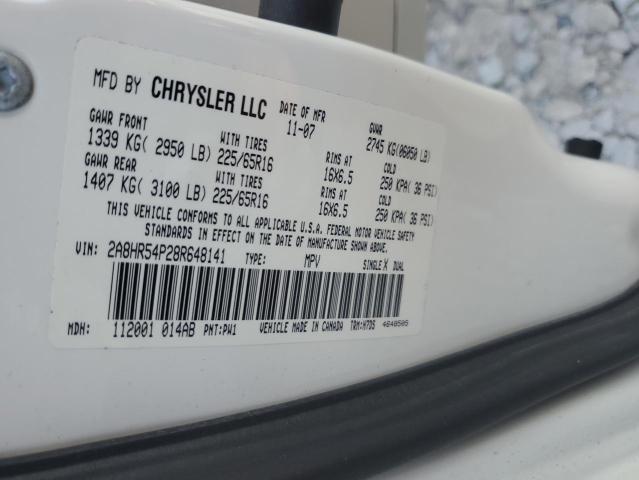 MFD BY CHRYSLER LLC DATE OF MFR 11-07 GVWR 2745 KG(06050 LB)
GAWR FRONT WITH TIRES RIMS AT COLD
1339 KG( 2950 LB) 225/65R16 16X6.5 250 KPA( 36 PSI)
GAWR REAR WITH TIRES RIMS AT COLD
1407 KG( 3100 LB) 225/65R16 16X6.5 250 KPA( 36 PSI)
THIS VEHICLE CONFORMS TO ALL APPLICABLE U.S.A. FEDERAL MOTOR VEHICLE SAFETY
STANDARDS IN EFFECT ON THE DATE OF MANUFACTURE SHOWN ABOVE.
VIN: 2A8HR54P28R648141 TYPE: MPV SINGLE X DUAL
MDH: 112001 014AB PNT:PW1 VEHICLE MADE IN CANADA TRM:H7DS 4648505